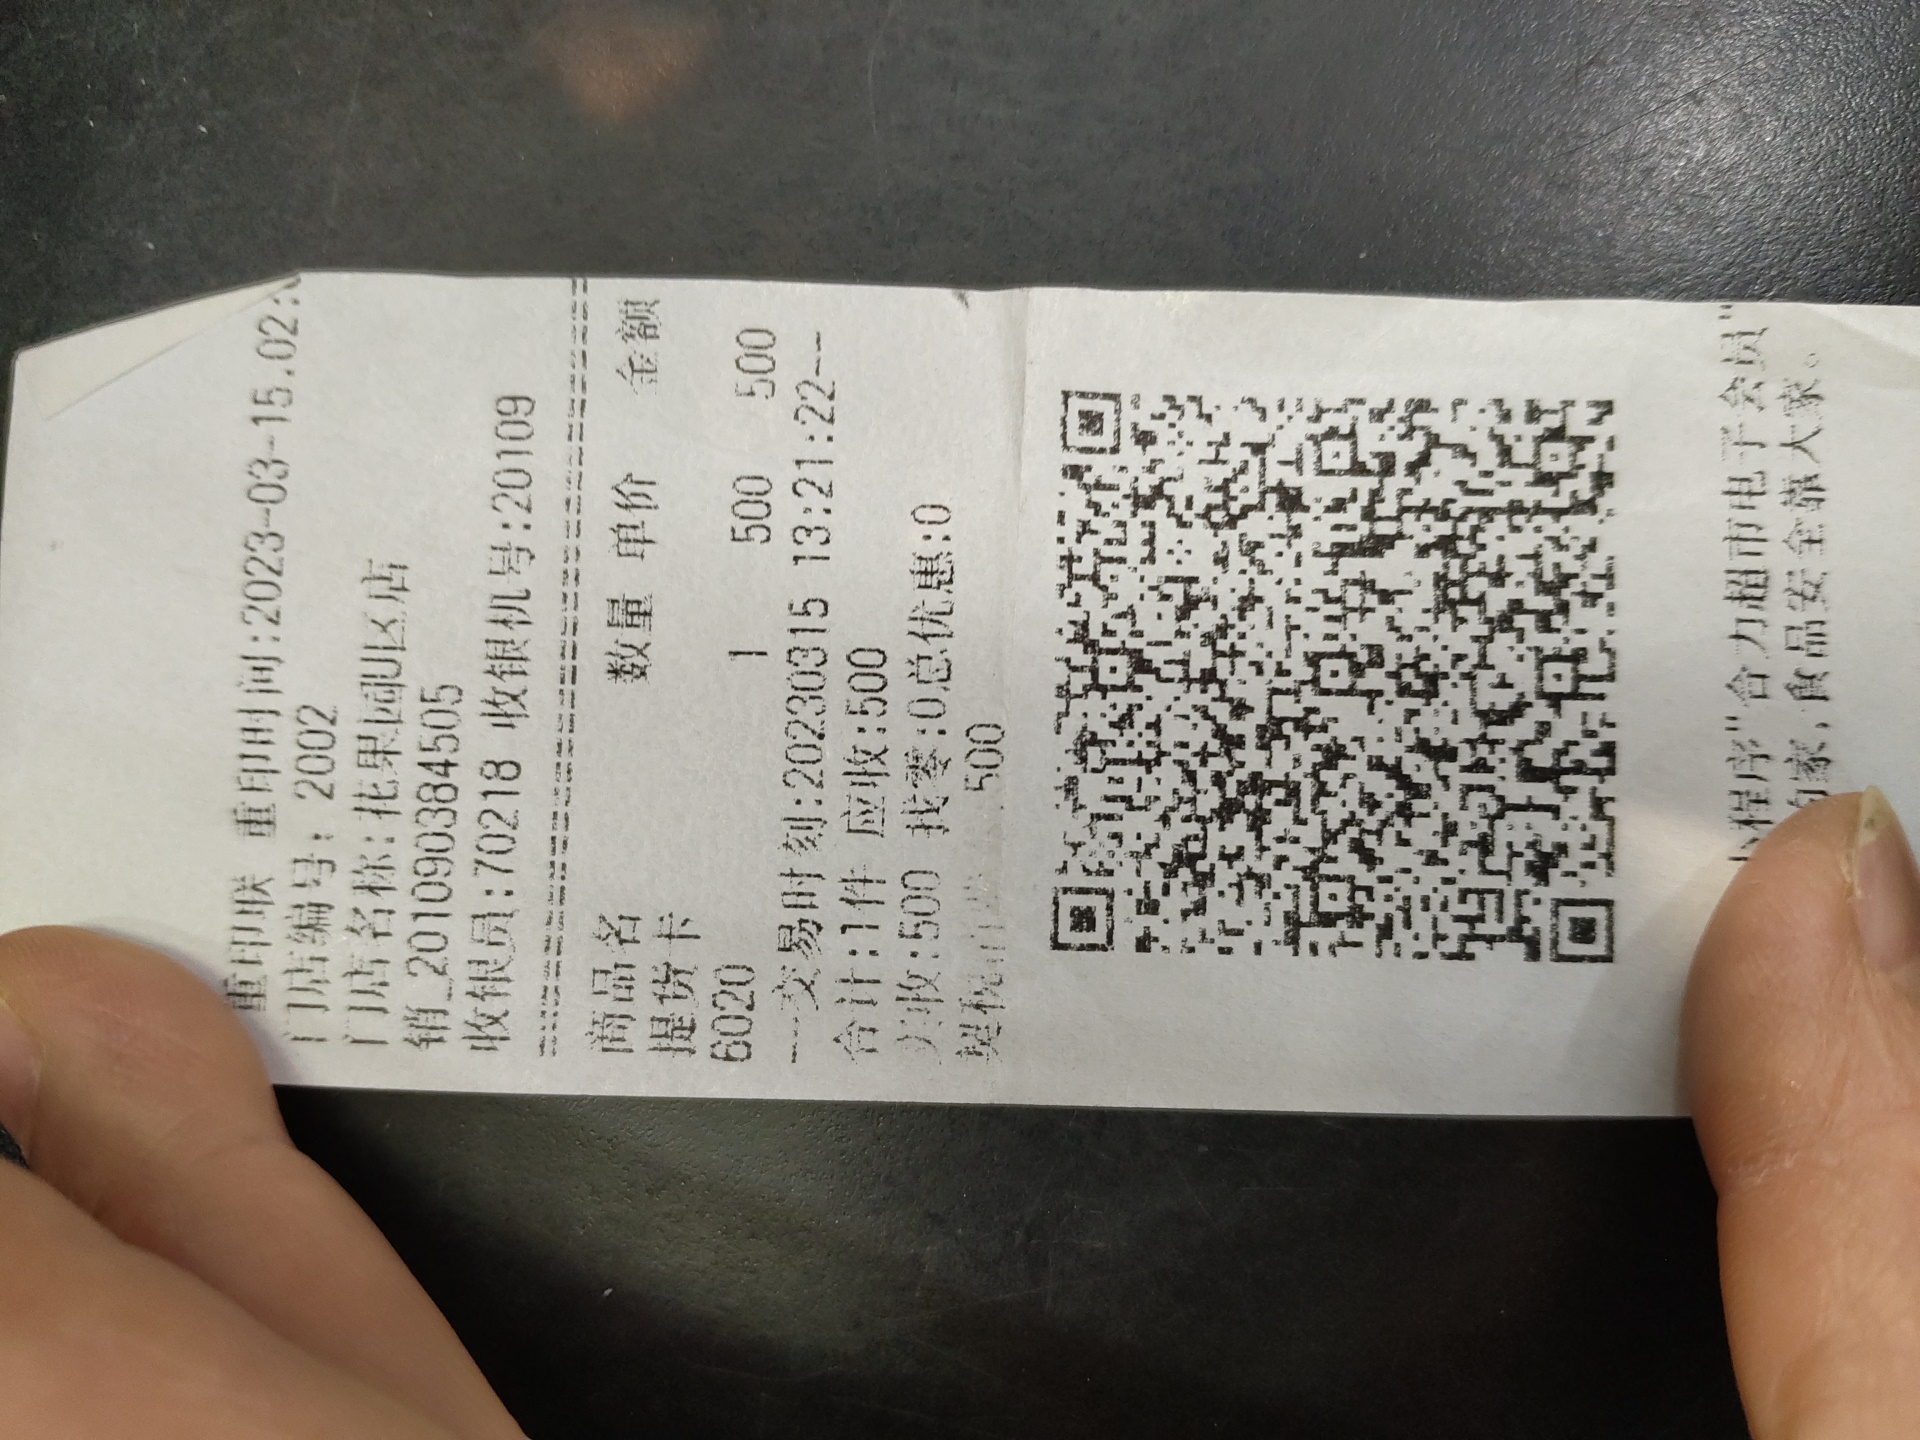 重印联 重印时间:2023-03-15.02:
门店编号: 2002
门店名称:花果园U区店
销_201090384505
收银员:70218 收银机号:20109
商品名 数量 单价 金额
提货卡
6020 1 500 500
---交易时刻:20230315 13:21:22--
合计:1件 应收:500
实收:500 找零:0总优惠:0
500
小程序"合力超市电子会员"
的家,食品安全靠大家。